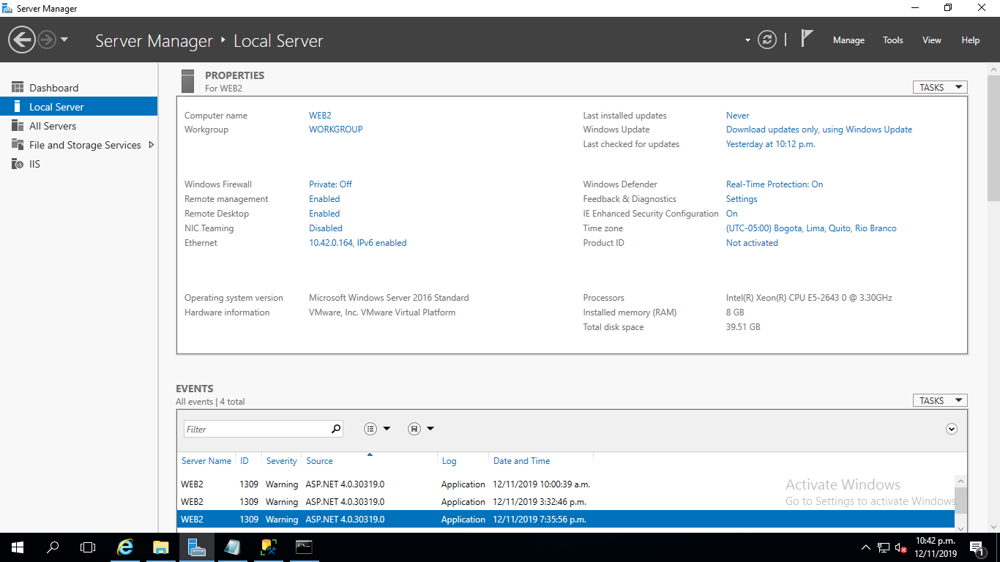 Server Manager
Server Manager ‣ Local Server
Manage Tools View Help
Dashboard
Local Server
All Servers
File and Storage Services
IIS
PROPERTIES
For WEB2
TASKS
Computer name WEB2
Workgroup WORKGROUP
Last installed updates Never
Windows Update Download updates only, using Windows Update
Last checked for updates Yesterday at 10:12 p.m.
Windows Firewall Private: Off
Remote management Enabled
Remote Desktop Enabled
NIC Teaming Disabled
Ethernet 10.42.0.164, IPv6 enabled
Windows Defender Real-Time Protection: On
Feedback & Diagnostics Settings
IE Enhanced Security Configuration On
Time zone (UTC-05:00) Bogota, Lima, Quito, Rio Branco
Product ID Not activated
Operating system version Microsoft Windows Server 2016 Standard
Hardware information VMware, Inc. VMware Virtual Platform
Processors Intel(R) Xeon(R) CPU E5-2643 0 @ 3.30GHz
Installed memory (RAM) 8 GB
Total disk space 39.51 GB
EVENTS
All events | 4 total
TASKS
Filter
Server Name ID Severity Source Log Date and Time
WEB2 1309 Warning ASP.NET 4.0.30319.0 Application 12/11/2019 10:00:39 a.m.
WEB2 1309 Warning ASP.NET 4.0.30319.0 Application 12/11/2019 3:32:46 p.m.
WEB2 1309 Warning ASP.NET 4.0.30319.0 Application 12/11/2019 7:35:56 p.m.
Activate Windows
Go to Settings to activate Windows.
10:42 p.m.
12/11/2019
1